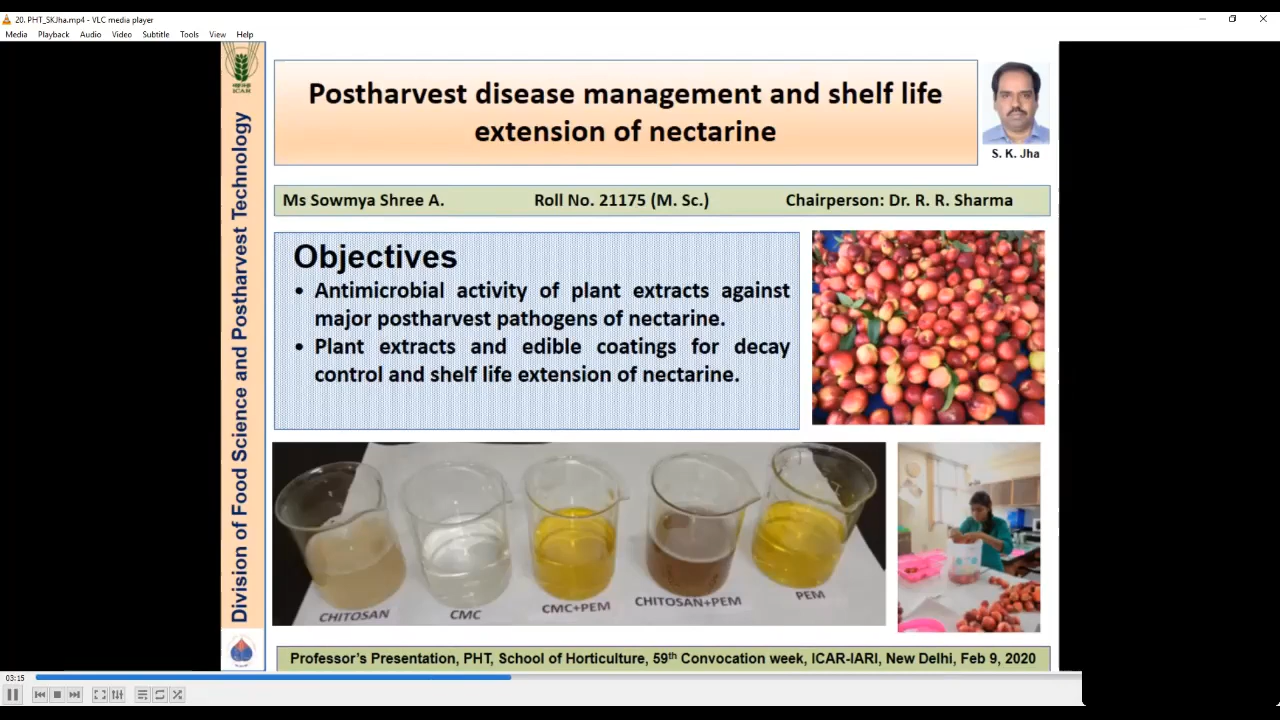 20. PHT_SKJha.mp4 - VLC media player
Media Playback Audio Video Subtitle Tools View Help
ICAR
Division of Food Science and Postharvest Technology
Postharvest disease management and shelf life
extension of nectarine
S. K. Jha
Ms Sowmya Shree A. Roll No. 21175 (M. Sc.) Chairperson: Dr. R. R. Sharma
Objectives
• Antimicrobial activity of plant extracts against
major postharvest pathogens of nectarine.
• Plant extracts and edible coatings for decay
control and shelf life extension of nectarine.
CHITOSAN CMC CMC+PEM CHITOSAN+PEM PEM
Professor's Presentation, PHT, School of Horticulture, 59th Convocation week, ICAR-IARI, New Delhi, Feb 9, 2020
03:15